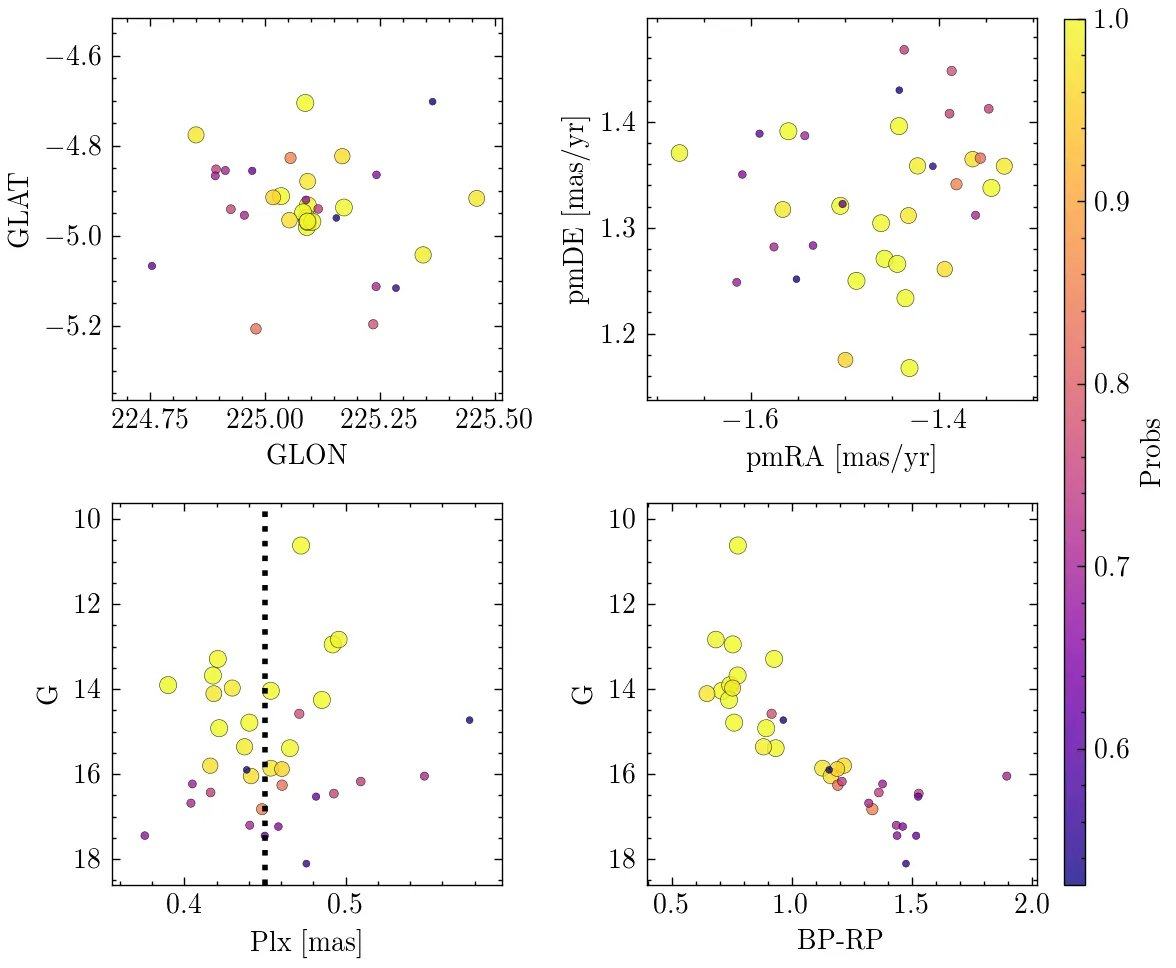 −4.6
−4.8
−5.0
−5.2
GLAT
224.75 225.00 225.25 225.50
GLON
1.4
1.3
1.2
pmDE [mas/yr]
−1.6 −1.4
pmRA [mas/yr]
1.0
0.9
0.8
0.7
0.6
Probs
10
12
14
16
18
G
0.4 0.5
Plx [mas]
10
12
14
16
18
G
0.5 1.0 1.5 2.0
BP-RP